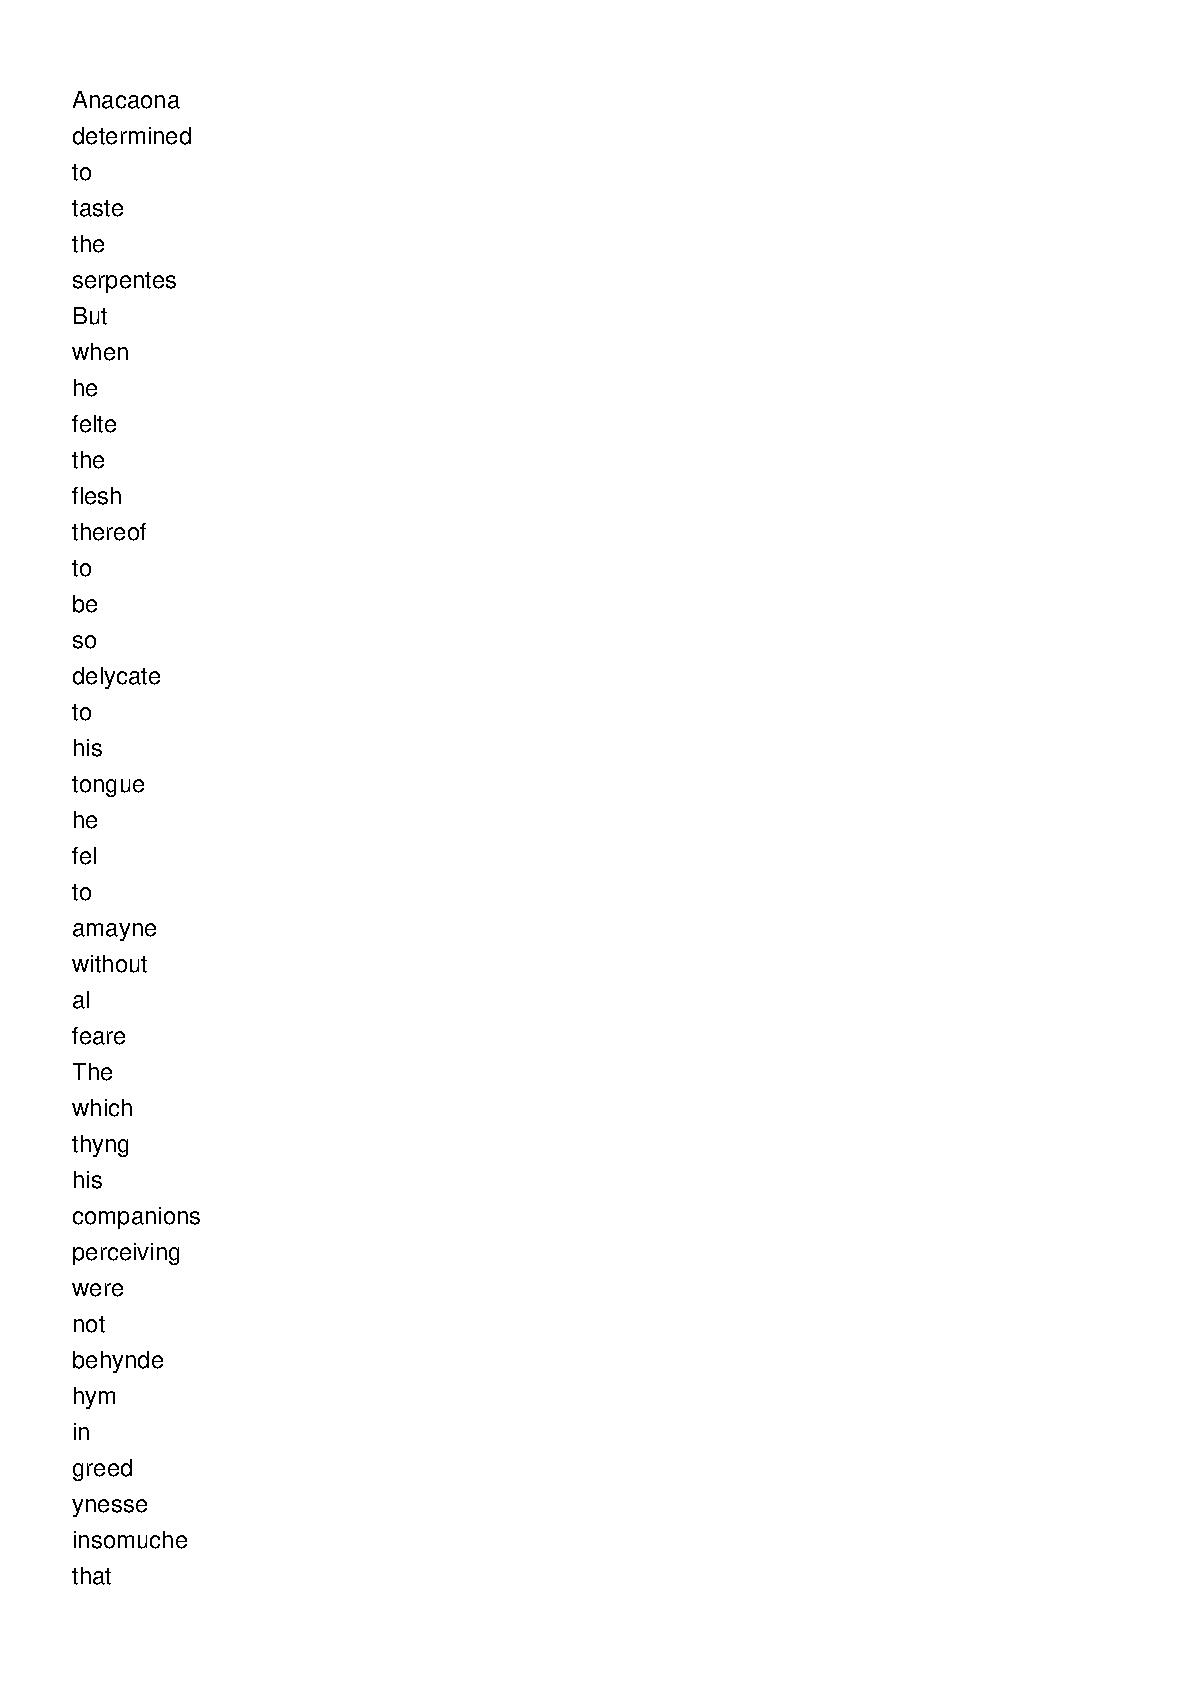 Anacaona
determined
to
taste
the
serpentes
But
when
he
felte
the
flesh
thereof
to
be
so
delycate
to
his
tongue
he
fel
to
amayne
without
al
feare
The
which
thyng
his
companions
perceiving
were
not
behynde
hym
in
greed
ynesse
insomuche
that